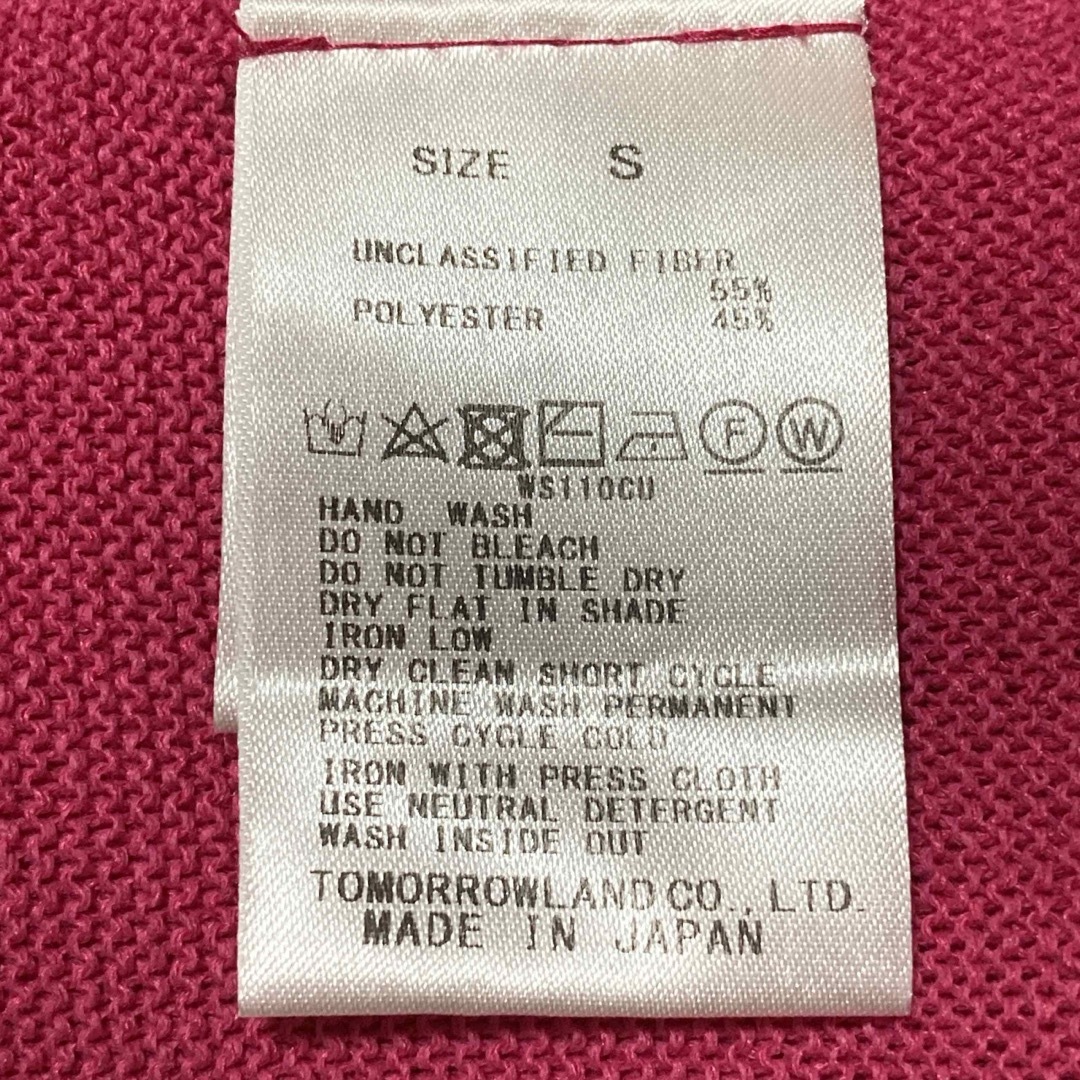 SIZE S
UNCLASSIFIED FIBER
55%
POLYESTER 45%
F W
WS110CU
HAND WASH
DO NOT BLEACH
DO NOT TUMBLE DRY
DRY FLAT IN SHADE
IRON LOW
DRY CLEAN SHORT CYCLE
MACHINE WASH PERMANENT
PRESS CYCLE COLD
IRON WITH PRESS CLOTH
USE NEUTRAL DETERGENT
WASH INSIDE OUT
TOMORROWLAND CO., LTD.
MADE IN JAPAN